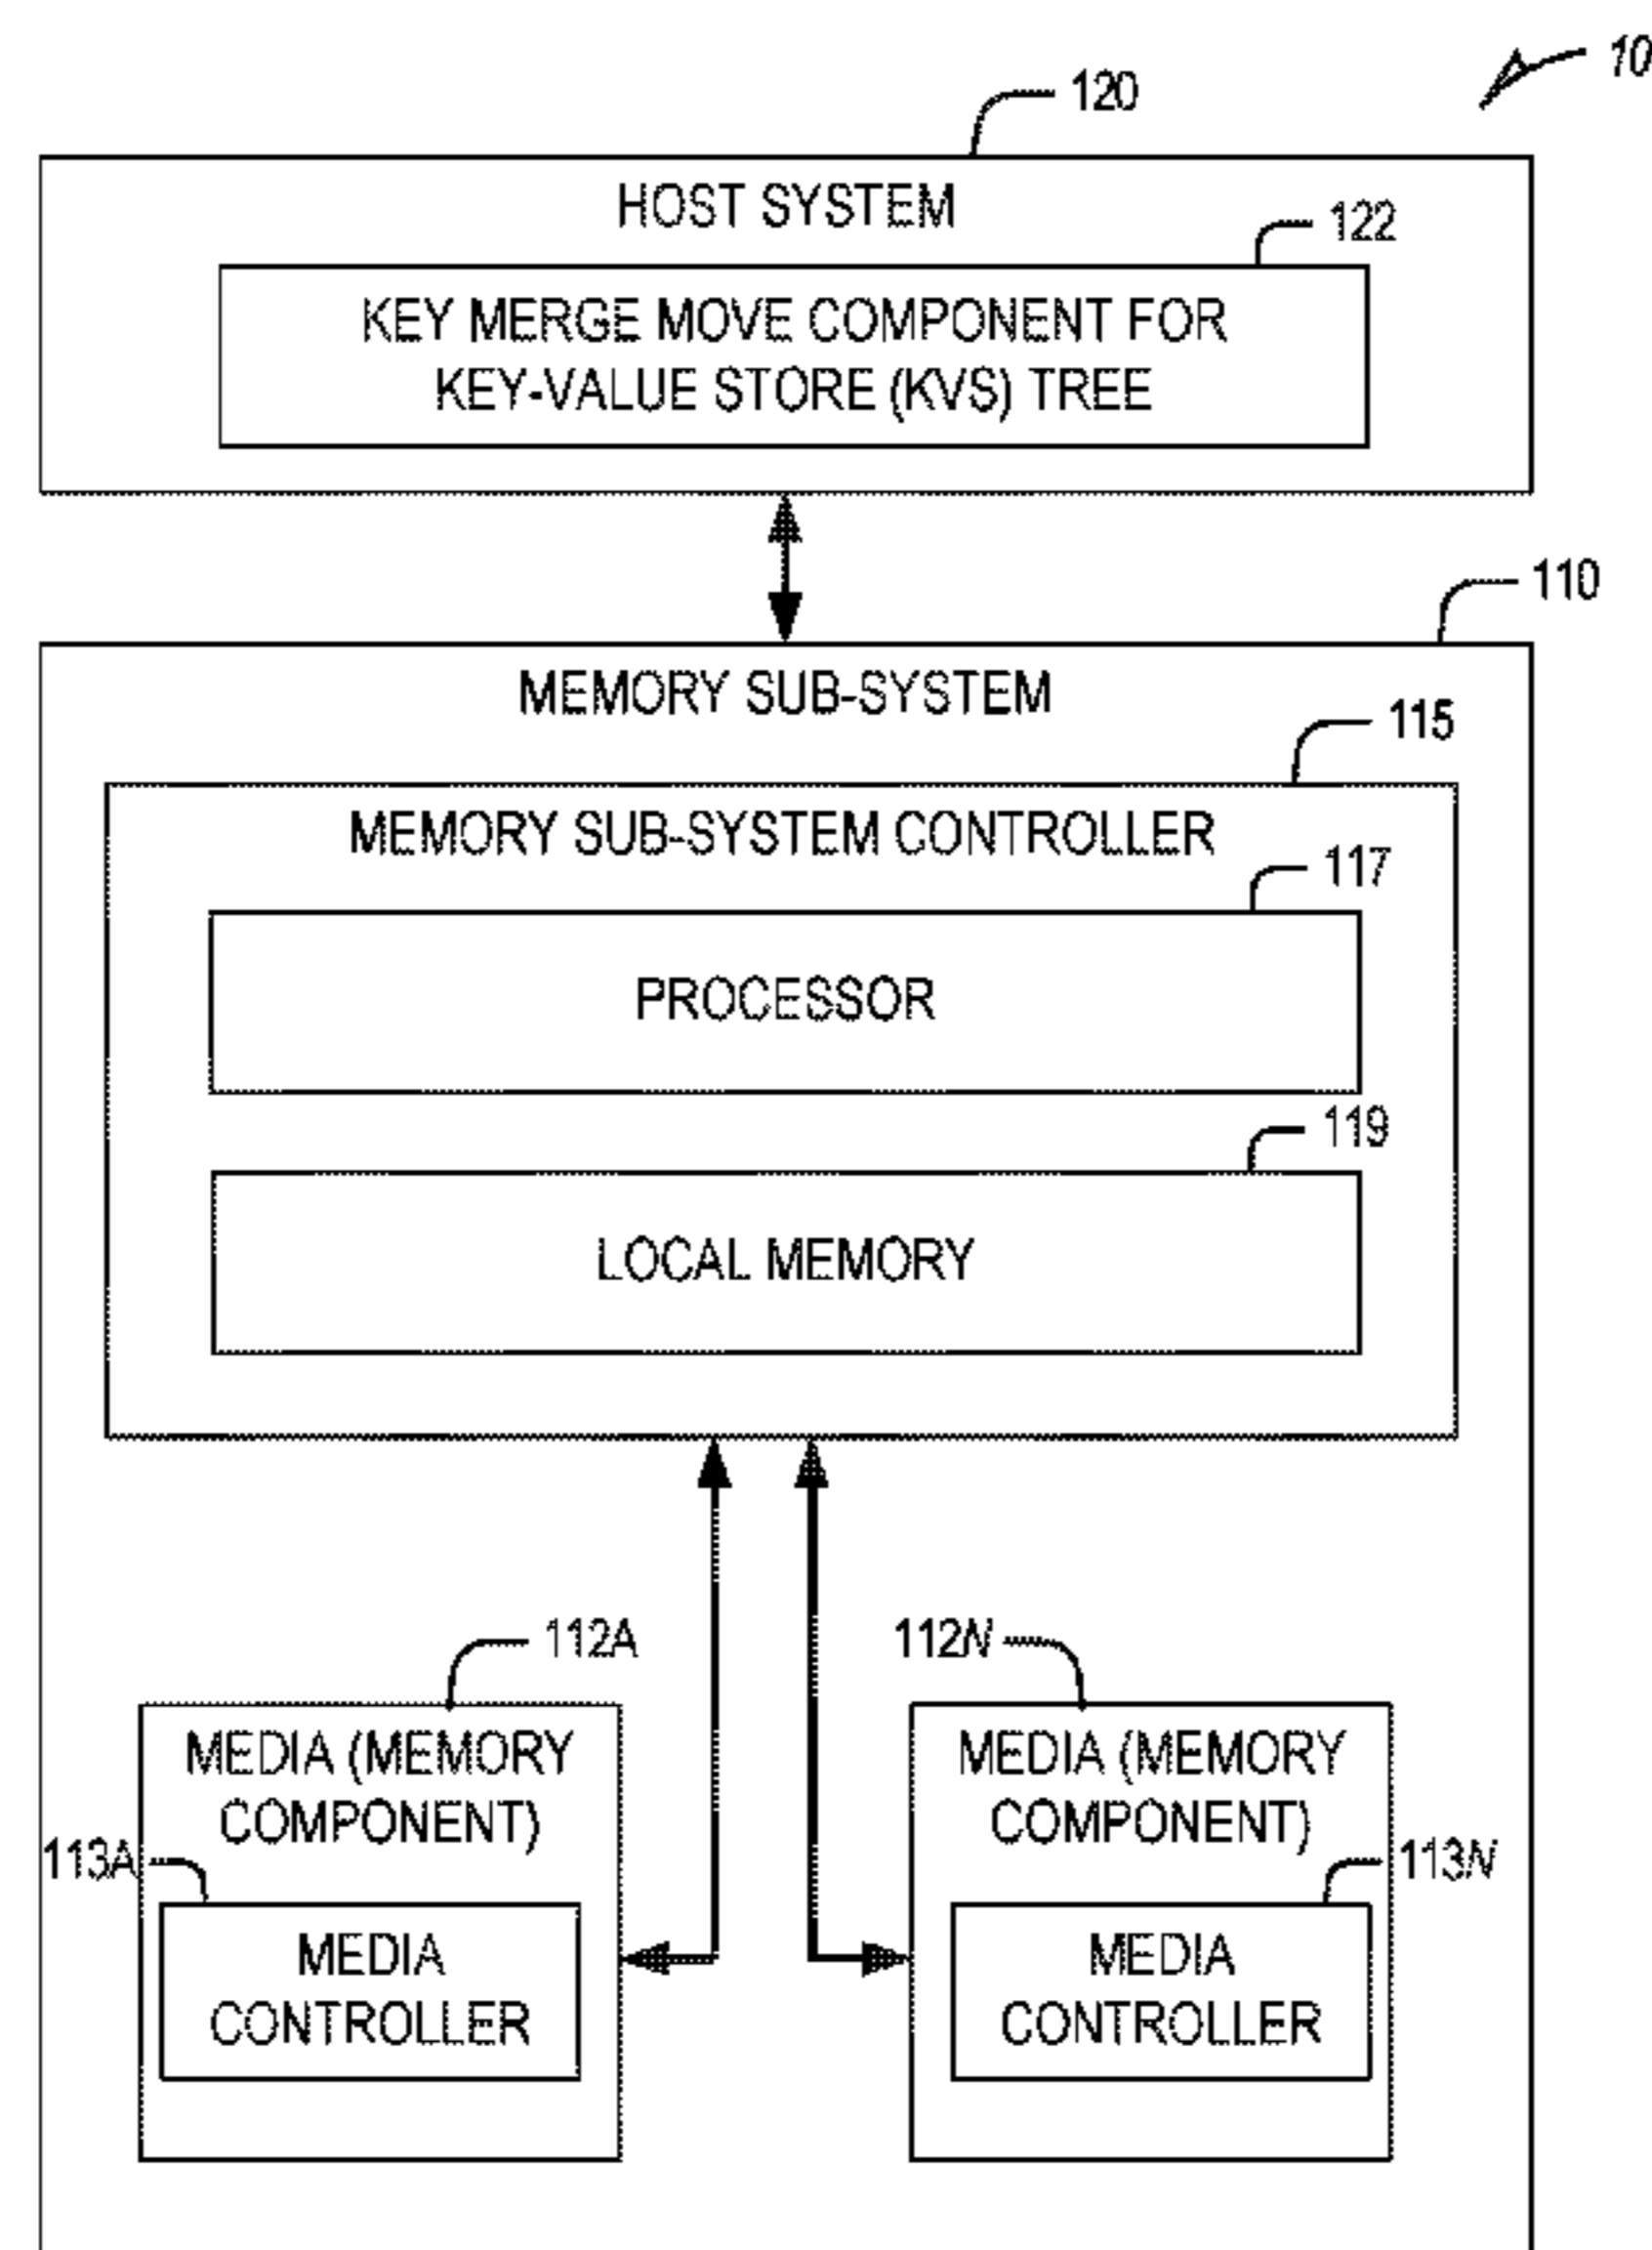 10
120
HOST SYSTEM
122
KEY MERGE MOVE COMPONENT FOR
KEY-VALUE STORE (KVS) TREE
110
MEMORY SUB-SYSTEM
115
MEMORY SUB-SYSTEM CONTROLLER
117
PROCESSOR
119
LOCAL MEMORY
112A
112N
MEDIA (MEMORY
COMPONENT)
113A
MEDIA
CONTROLLER
MEDIA (MEMORY
COMPONENT)
113N
MEDIA
CONTROLLER